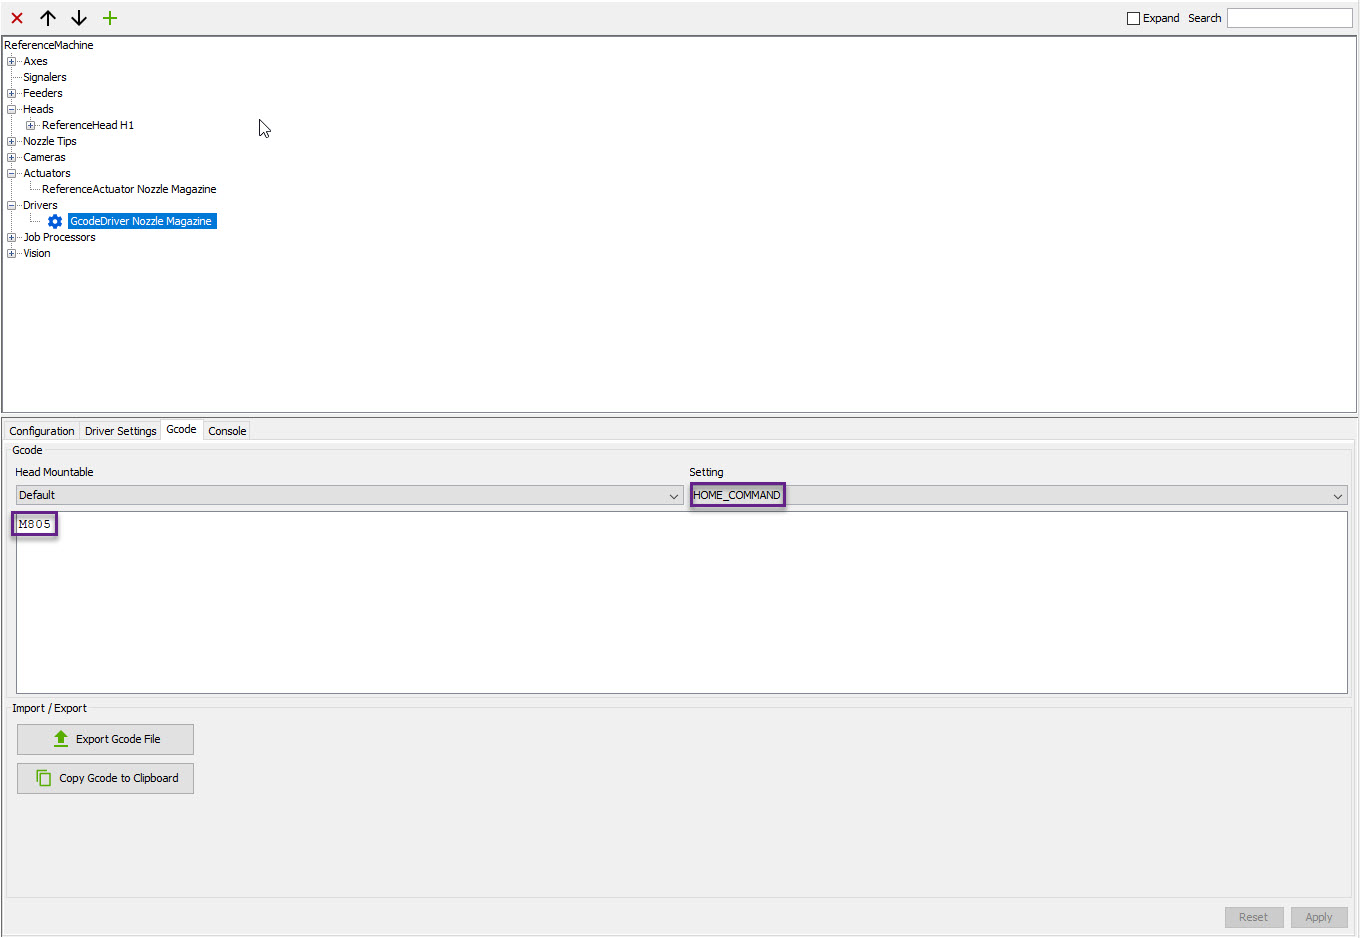 Expand Search
ReferenceMachine
Axes
Signalers
Feeders
Heads
ReferenceHead H1
Nozzle Tips
Cameras
Actuators
ReferenceActuator Nozzle Magazine
Drivers
GcodeDriver Nozzle Magazine
Job Processors
Vision
Configuration Driver Settings Gcode Console
Gcode
Head Mountable Setting
Default HOME_COMMAND
M805
Import / Export
Export Gcode File
Copy Gcode to Clipboard
Reset Apply